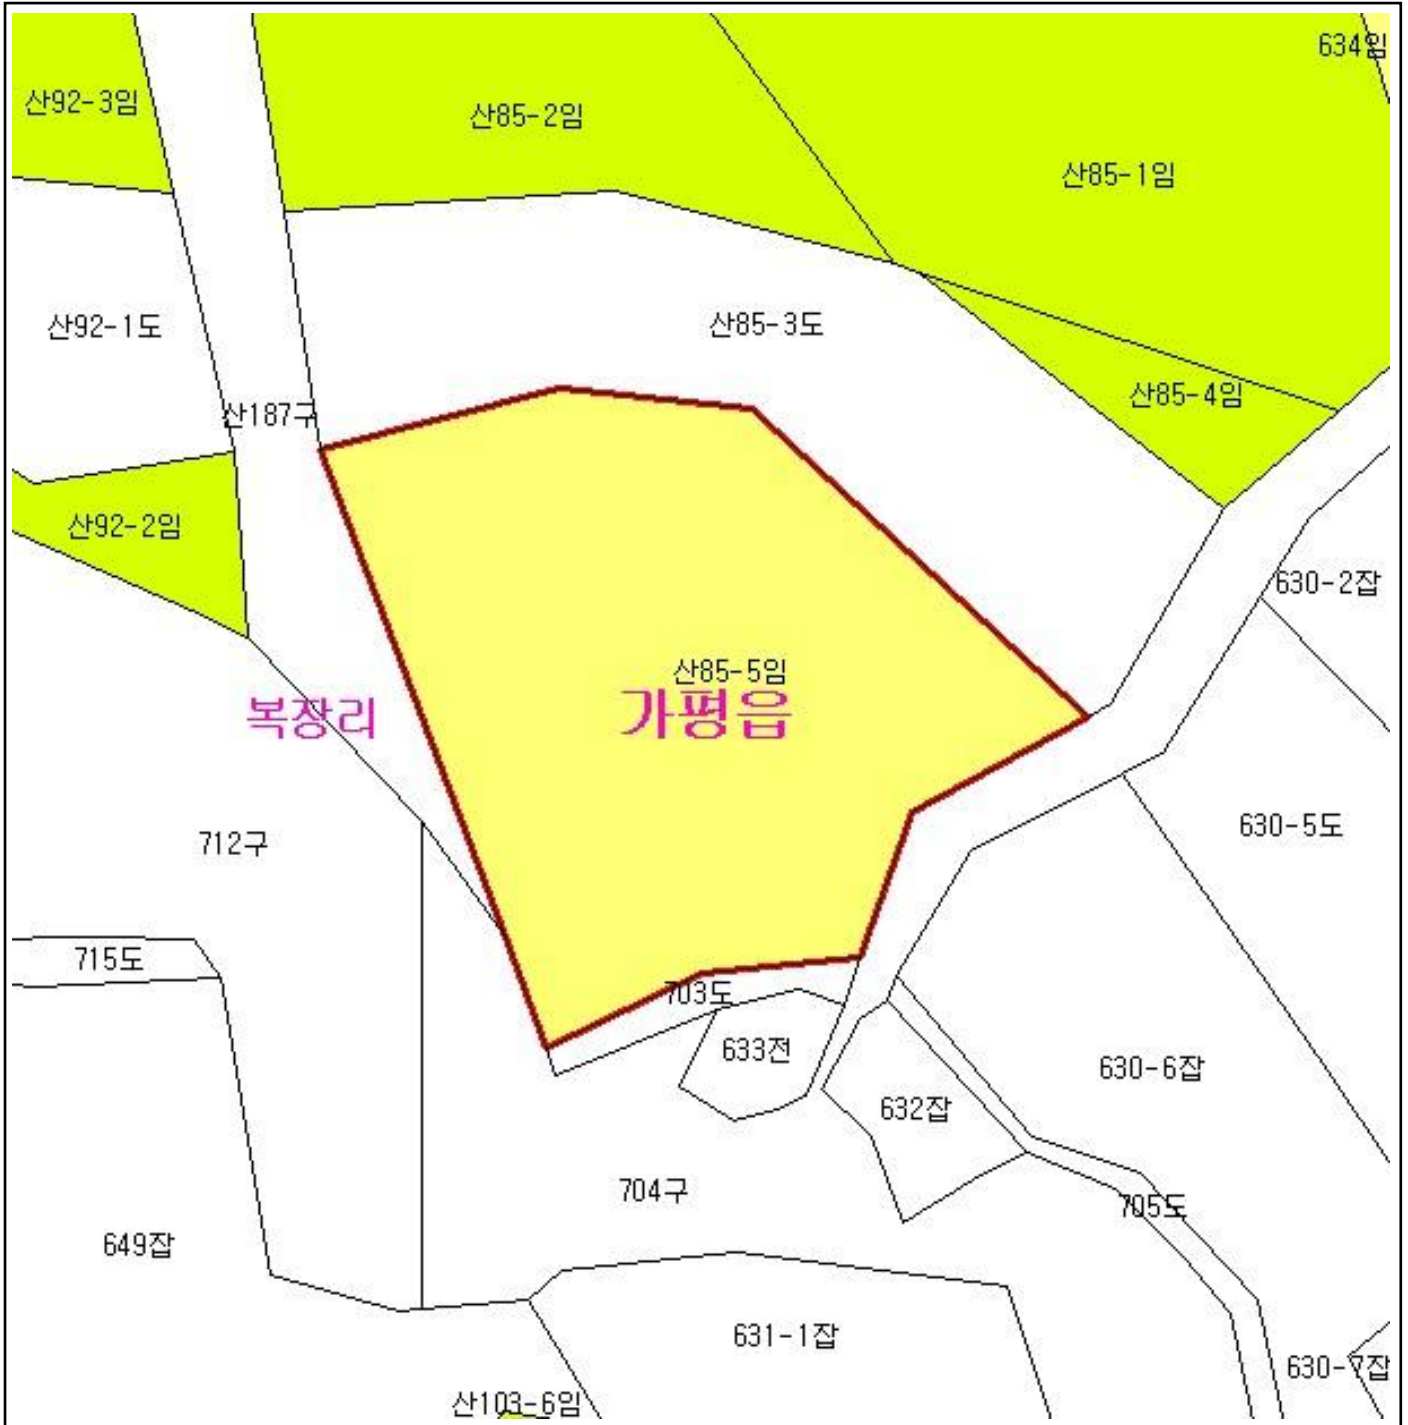 634임
산92-3임
산85-2임
산85-1임
산92-1도
산85-3도
산85-4임
산187구
산92-2임
630-2잡
산85-5임
복장리
가평읍
630-5도
712구
715도
703도
633전
630-6잡
632잡
704구
705도
649잡
631-1잡
630-7잡
산103-6임